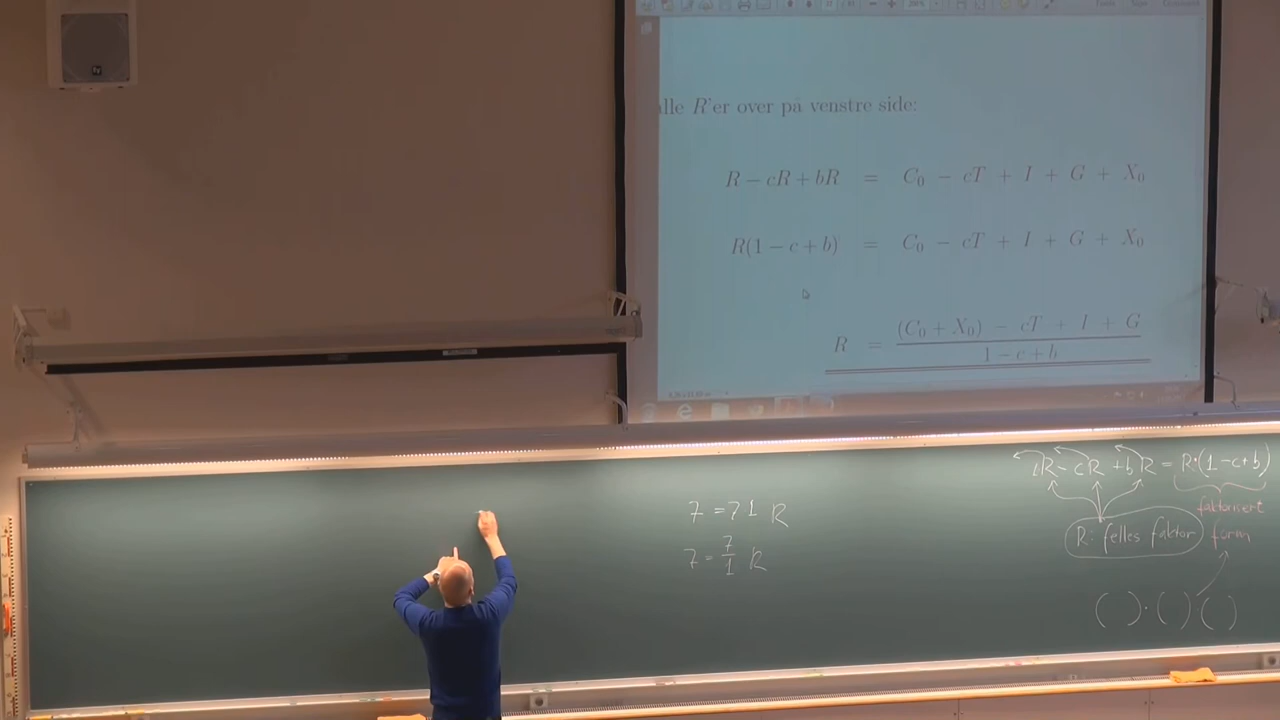 alle R'er over på venstre side:
R − cR + bR = C₀ − cT + I + G + X₀
R(1 − c + b) = C₀ − cT + I + G + X₀
R = (C₀ + X₀) − cT + I + G
1 − c + b
7 = 7·1 R
7 = 7/1 R
1R − cR + bR = R·(1−c+b)
faktorisert
R: felles faktor
form
( )·( )( )